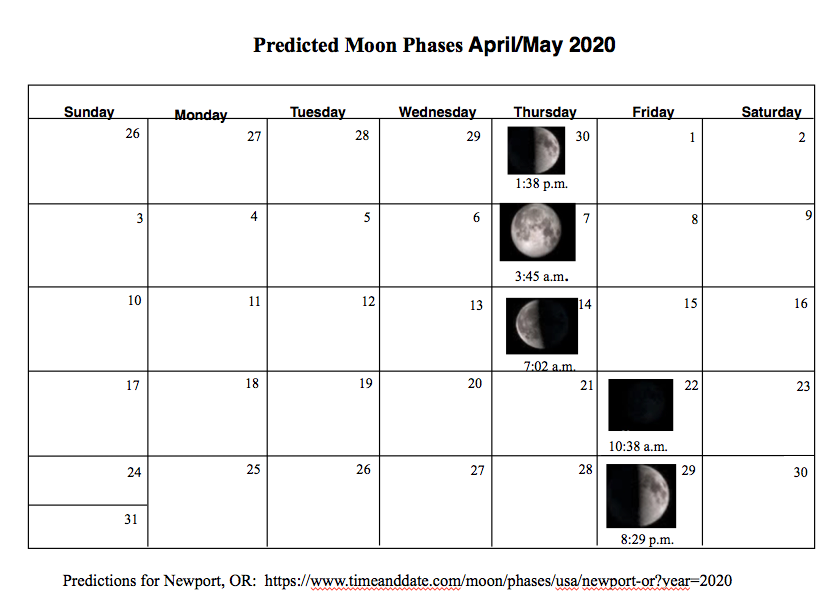 Predicted Moon Phases April/May 2020
Sunday Monday Tuesday Wednesday Thursday Friday Saturday
26 27 28 29 30 1 2
1:38 p.m.
3 4 5 6 7 8 9
3:45 a.m.
10 11 12 13 14 15 16
7:02 a.m.
17 18 19 20 21 22 23
10:38 a.m.
24 25 26 27 28 29 30
31
8:29 p.m.
Predictions for Newport, OR: https://www.timeanddate.com/moon/phases/usa/newport-or?year=2020